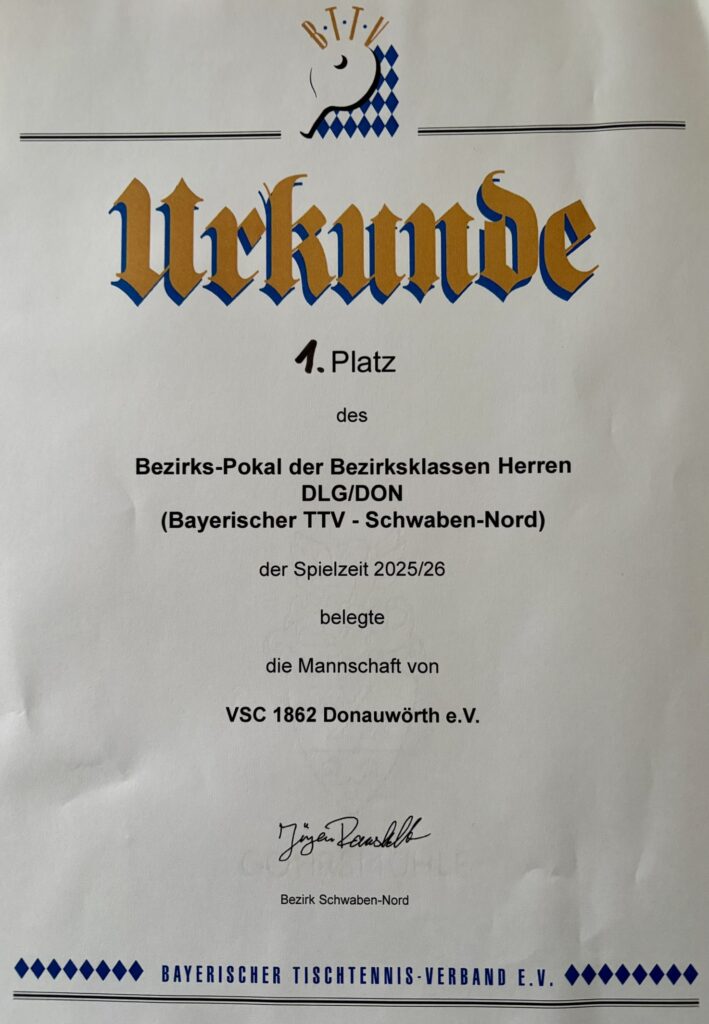 B·T·T·V
Urkunde
1. Platz
des
Bezirks-Pokal der Bezirksklassen Herren
DLG/DON
(Bayerischer TTV - Schwaben-Nord)
der Spielzeit 2025/26
belegte
die Mannschaft von
VSC 1862 Donauwörth e.V.
Jürgen
Bezirk Schwaben-Nord
BAYERISCHER TISCHTENNIS-VERBAND E.V.